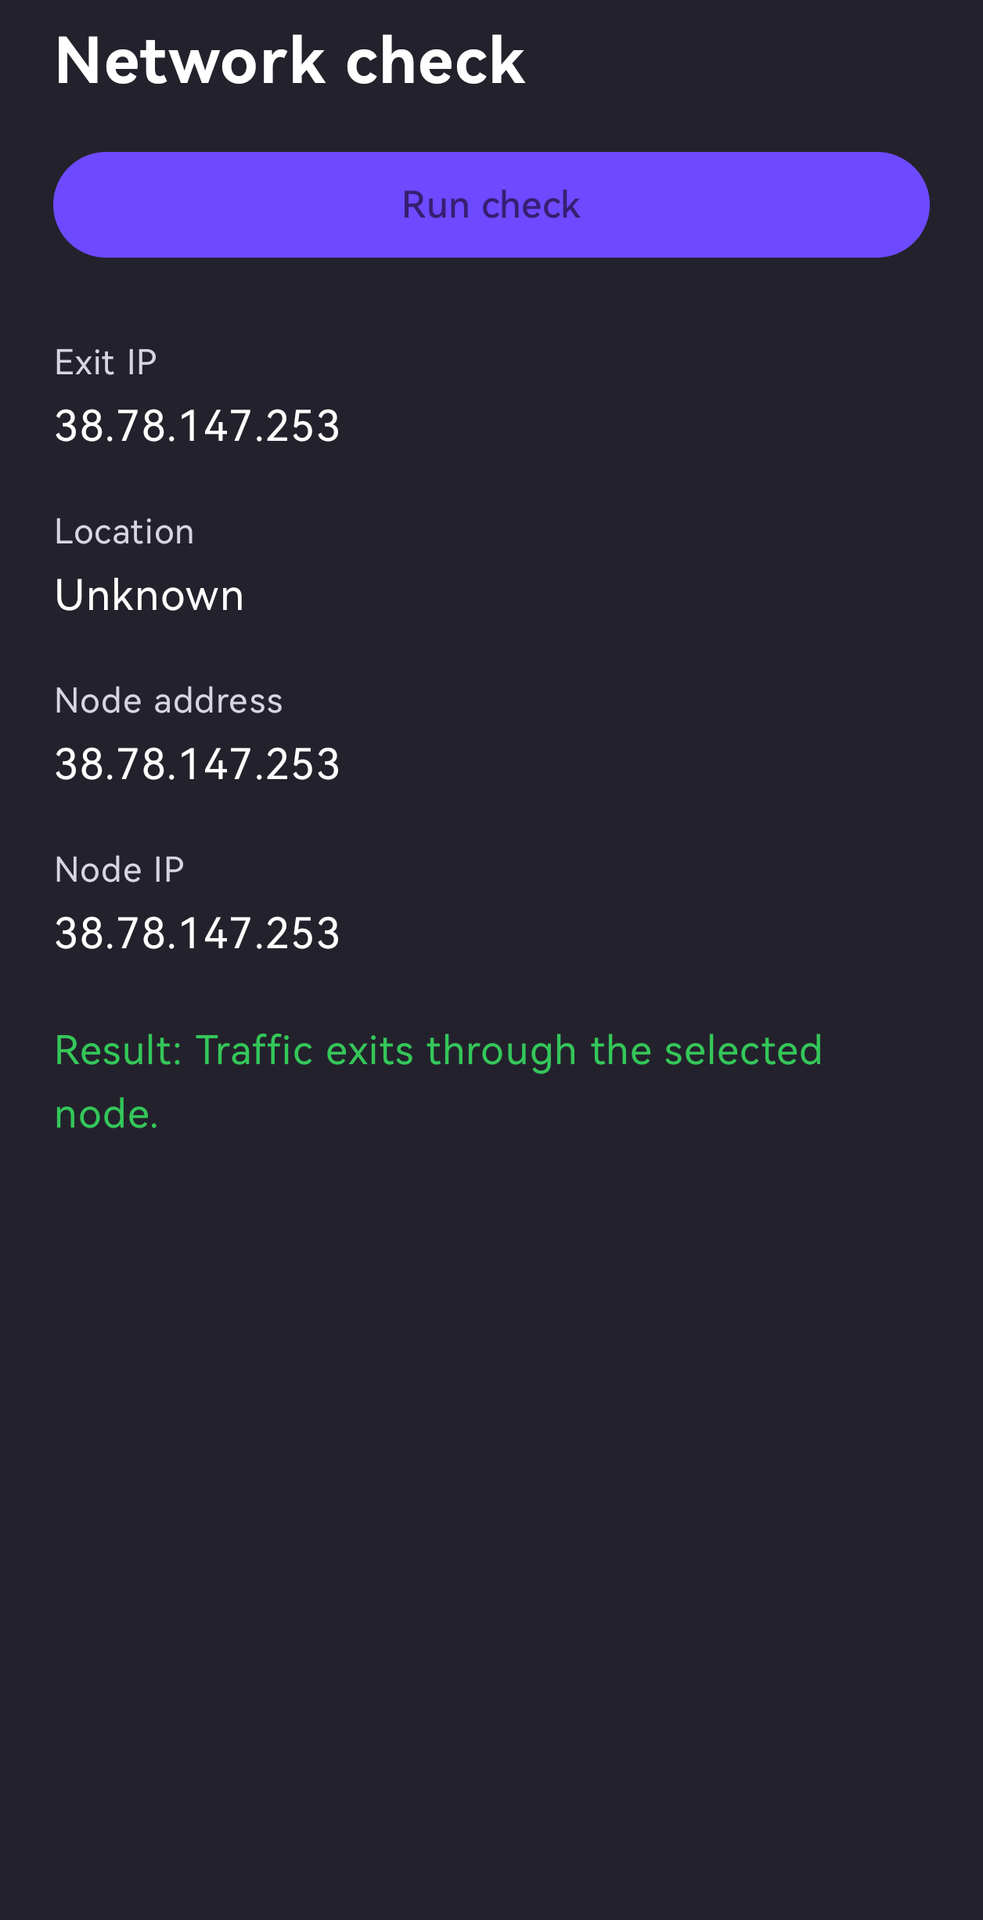 Network check
Run check
Exit IP
38.78.147.253
Location
Unknown
Node address
38.78.147.253
Node IP
38.78.147.253
Result: Traffic exits through the selected
node.